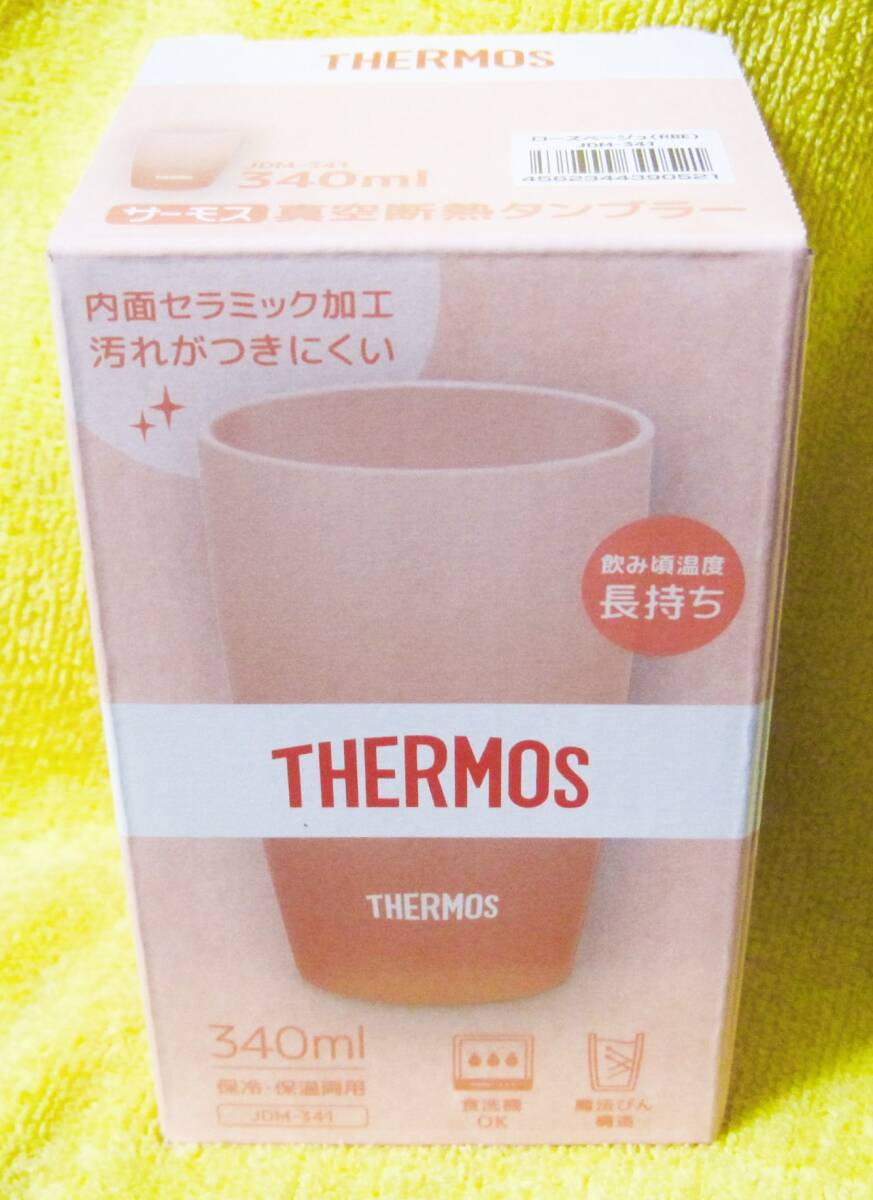 THERMOS
ローズベージュ(RBE)
JDM-341
4562344390521
JDM-341
340ml
サーモス 真空断熱タンブラー
内面セラミック加工
汚れがつきにくい
飲み頃温度
長持ち
THERMOS
THERMOS
340ml
保冷・保温両用
JDM-341
食洗機
OK
魔法びん
構造